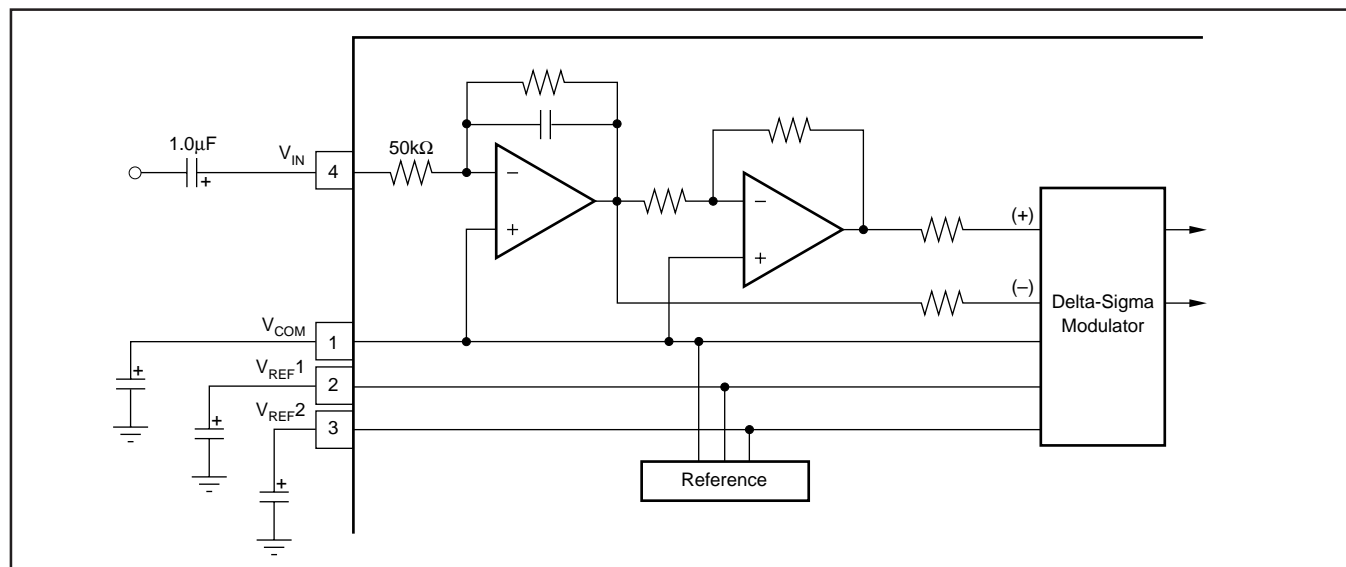 1.0µF
+
V_IN
4
50kΩ
−
+
−
+
(+)
(−)
Delta-Sigma
Modulator
V_COM
1
+
V_REF1
2
+
V_REF2
3
+
Reference